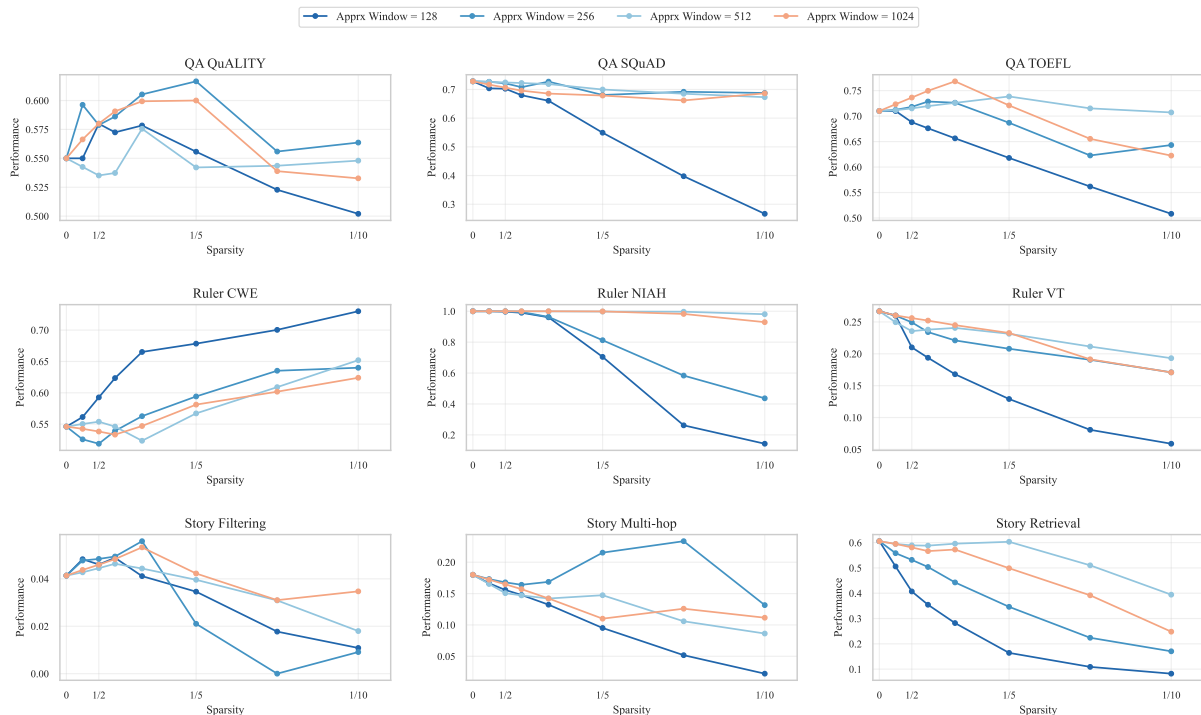 Apprx Window = 128 Apprx Window = 256 Apprx Window = 512 Apprx Window = 1024
QA QuALITY
Performance
0.600
0.575
0.550
0.525
0.500
0 1/2 1/5 1/10
Sparsity
QA SQuAD
Performance
0.7
0.6
0.5
0.4
0.3
0 1/2 1/5 1/10
Sparsity
QA TOEFL
Performance
0.75
0.70
0.65
0.60
0.55
0.50
0 1/2 1/5 1/10
Sparsity
Ruler CWE
Performance
0.70
0.65
0.60
0.55
0 1/2 1/5 1/10
Sparsity
Ruler NIAH
Performance
1.0
0.8
0.6
0.4
0.2
0 1/2 1/5 1/10
Sparsity
Ruler VT
Performance
0.25
0.20
0.15
0.10
0.05
0 1/2 1/5 1/10
Sparsity
Story Filtering
Performance
0.04
0.02
0.00
0 1/2 1/5 1/10
Sparsity
Story Multi-hop
Performance
0.20
0.15
0.10
0.05
0 1/2 1/5 1/10
Sparsity
Story Retrieval
Performance
0.6
0.5
0.4
0.3
0.2
0.1
0 1/2 1/5 1/10
Sparsity